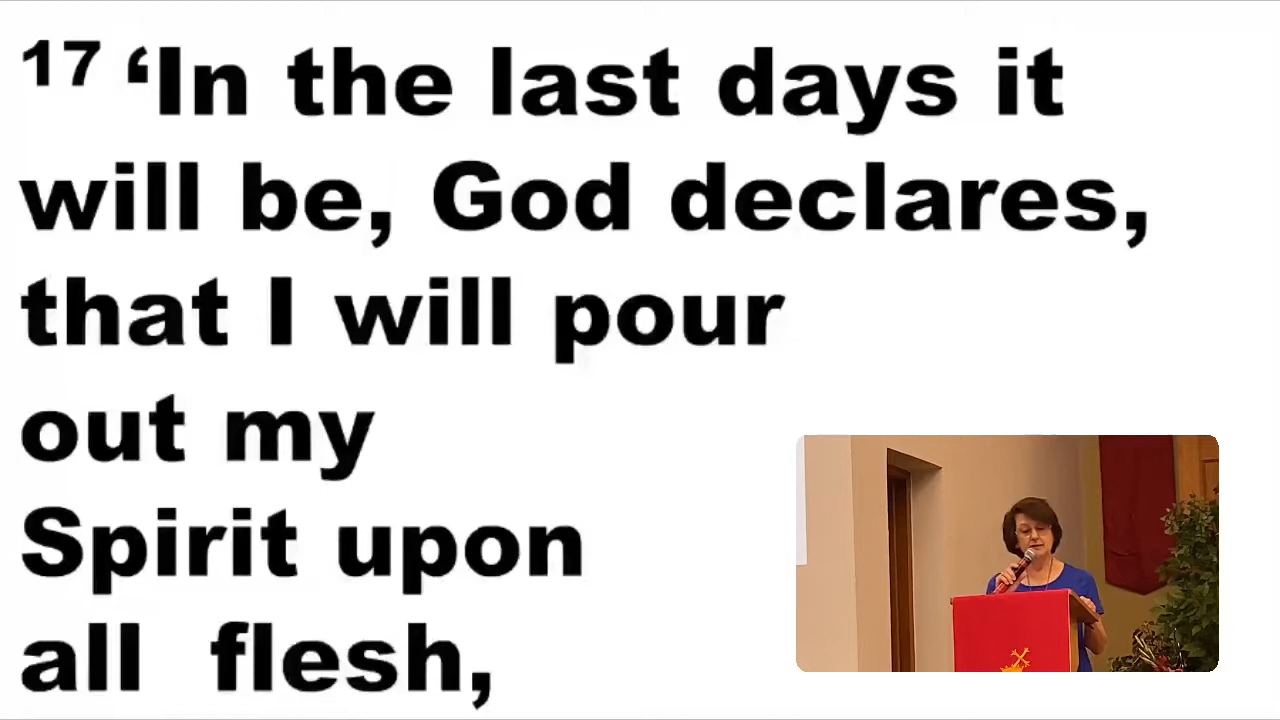 17 ‘In the last days it
will be, God declares,
that I will pour
out my
Spirit upon
all flesh,